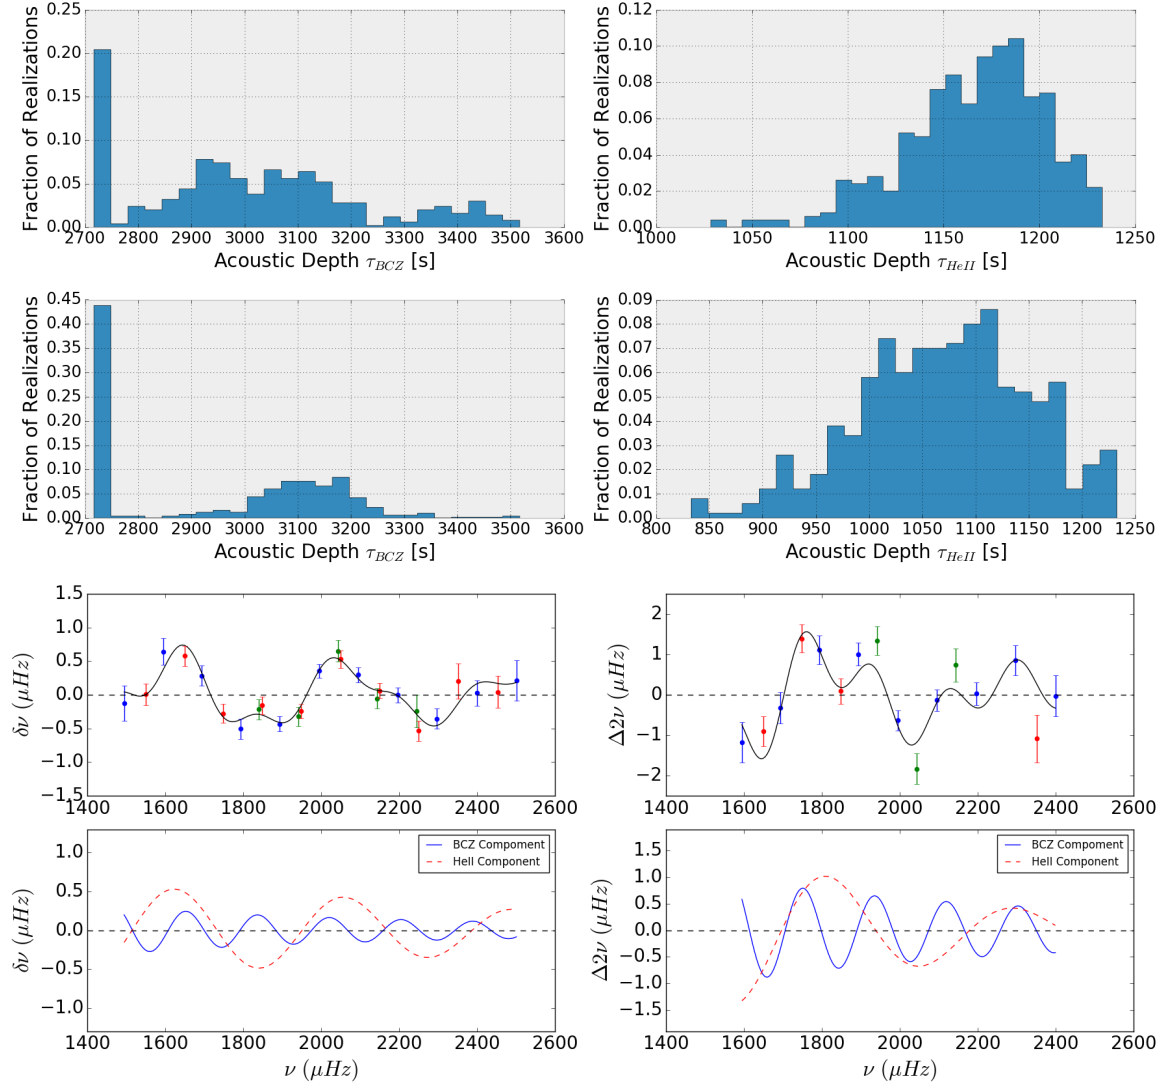 0.25
0.20
0.15
0.10
0.05
0.00
Fraction of Realizations
2700 2800 2900 3000 3100 3200 3300 3400 3500 3600
Acoustic Depth τ_BCZ [s]
0.12
0.10
0.08
0.06
0.04
0.02
0.00
Fraction of Realizations
1000 1050 1100 1150 1200 1250
Acoustic Depth τ_HeII [s]
0.45
0.40
0.35
0.30
0.25
0.20
0.15
0.10
0.05
0.00
Fraction of Realizations
2700 2800 2900 3000 3100 3200 3300 3400 3500 3600
Acoustic Depth τ_BCZ [s]
0.09
0.08
0.07
0.06
0.05
0.04
0.03
0.02
0.01
0.00
Fraction of Realizations
800 850 900 950 1000 1050 1100 1150 1200 1250
Acoustic Depth τ_HeII [s]
1.5
1.0
0.5
0.0
−0.5
−1.0
−1.5
δν (μHz)
1400 1600 1800 2000 2200 2400 2600
2
1
0
−1
−2
Δ2ν (μHz)
1400 1600 1800 2000 2200 2400 2600
BCZ Component
HeII Component
1.0
0.5
0.0
−0.5
−1.0
δν (μHz)
1400 1600 1800 2000 2200 2400 2600
ν (μHz)
BCZ Component
HeII Component
1.5
1.0
0.5
0.0
−0.5
−1.0
−1.5
Δ2ν (μHz)
1400 1600 1800 2000 2200 2400 2600
ν (μHz)